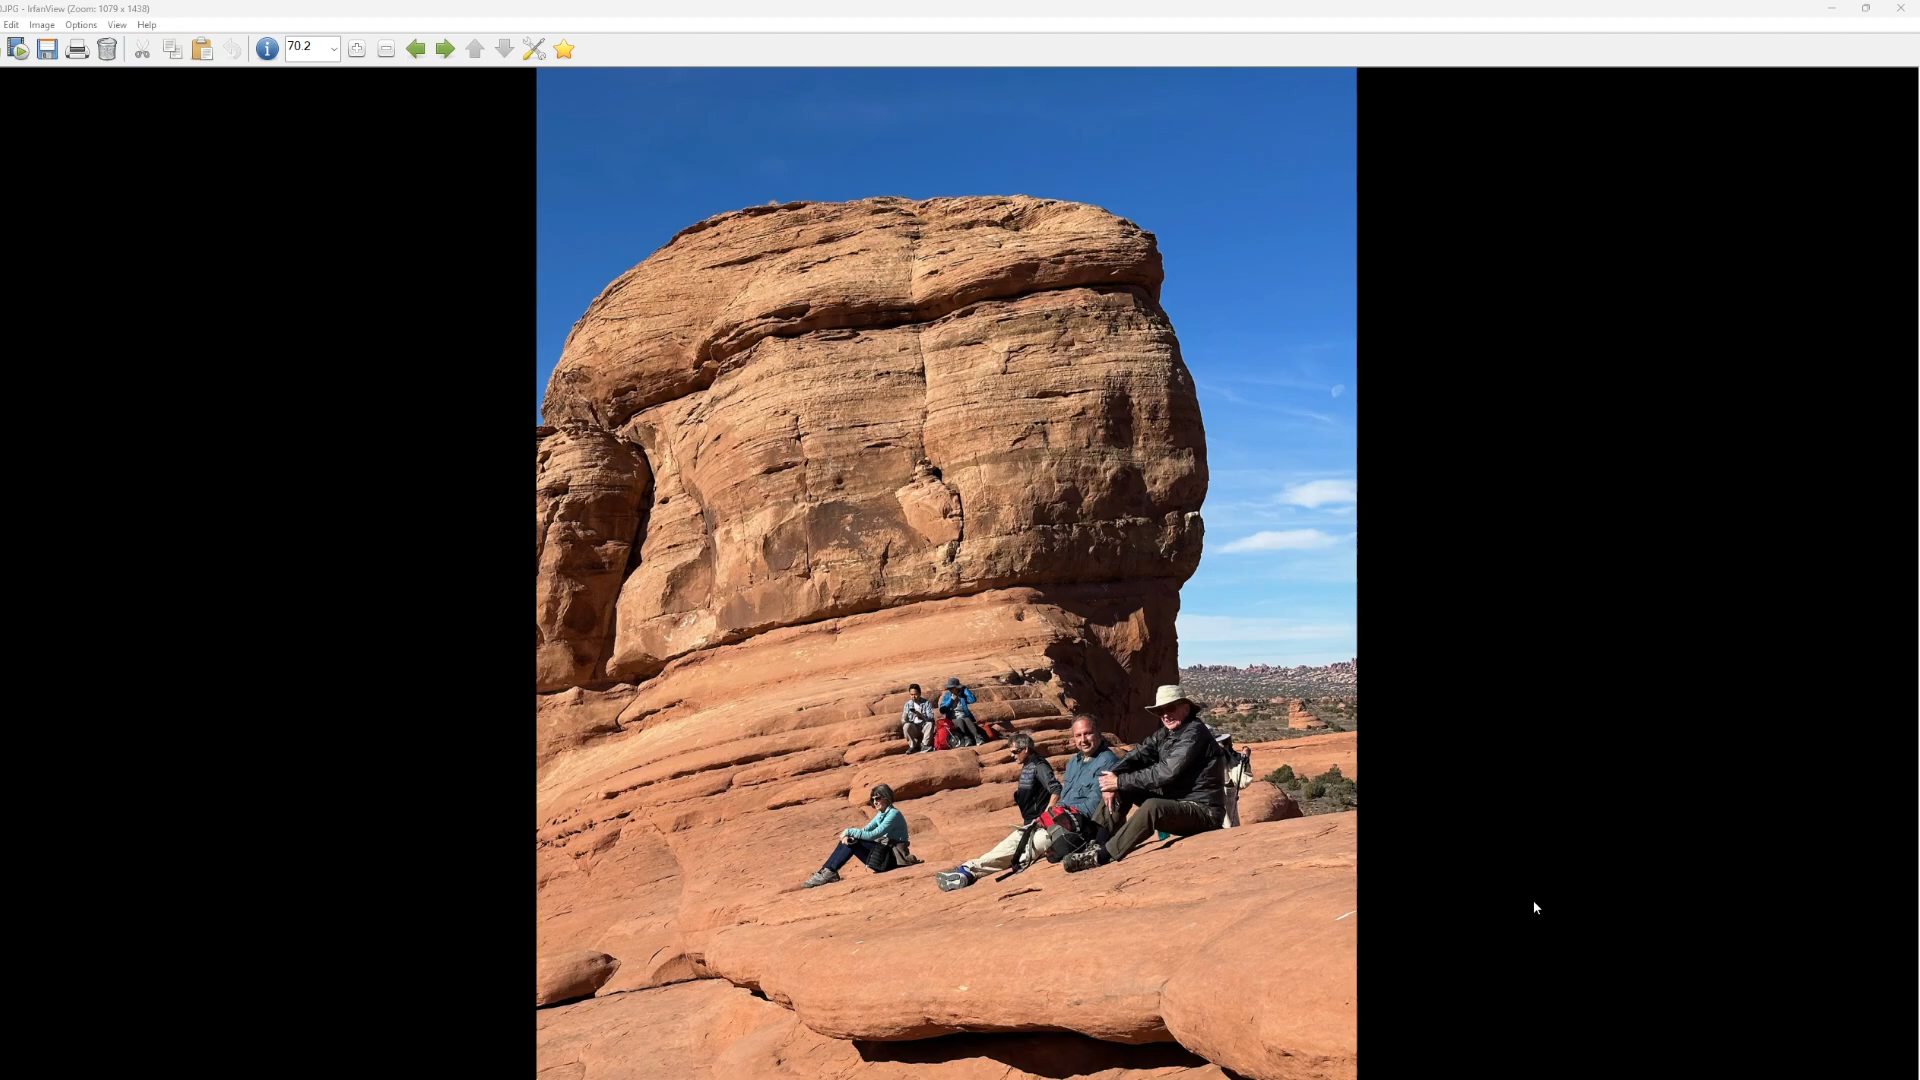 ).JPG - IrfanView (Zoom: 1079 x 1438)
Edit Image Options View Help
70.2